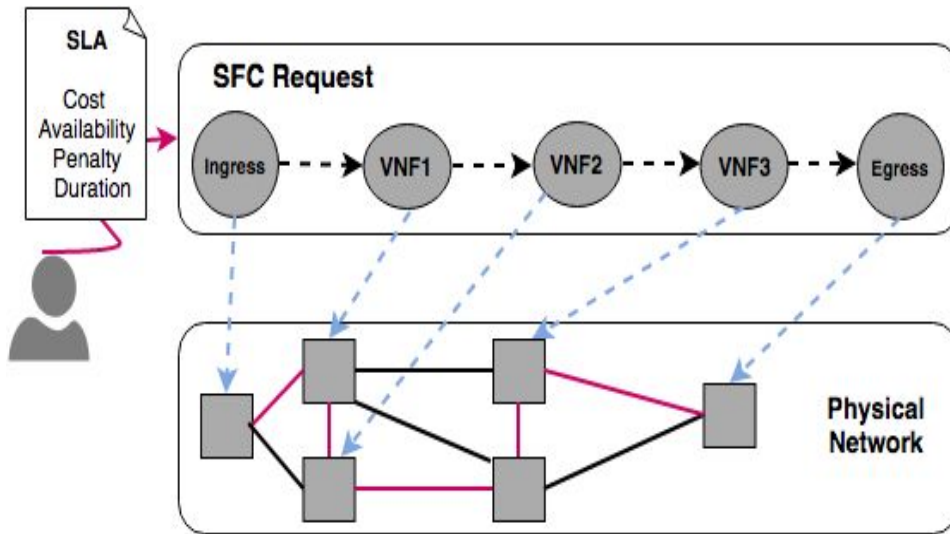 SLA
Cost
Availability
Penalty
Duration
SFC Request
Ingress
VNF1
VNF2
VNF3
Egress
Physical
Network